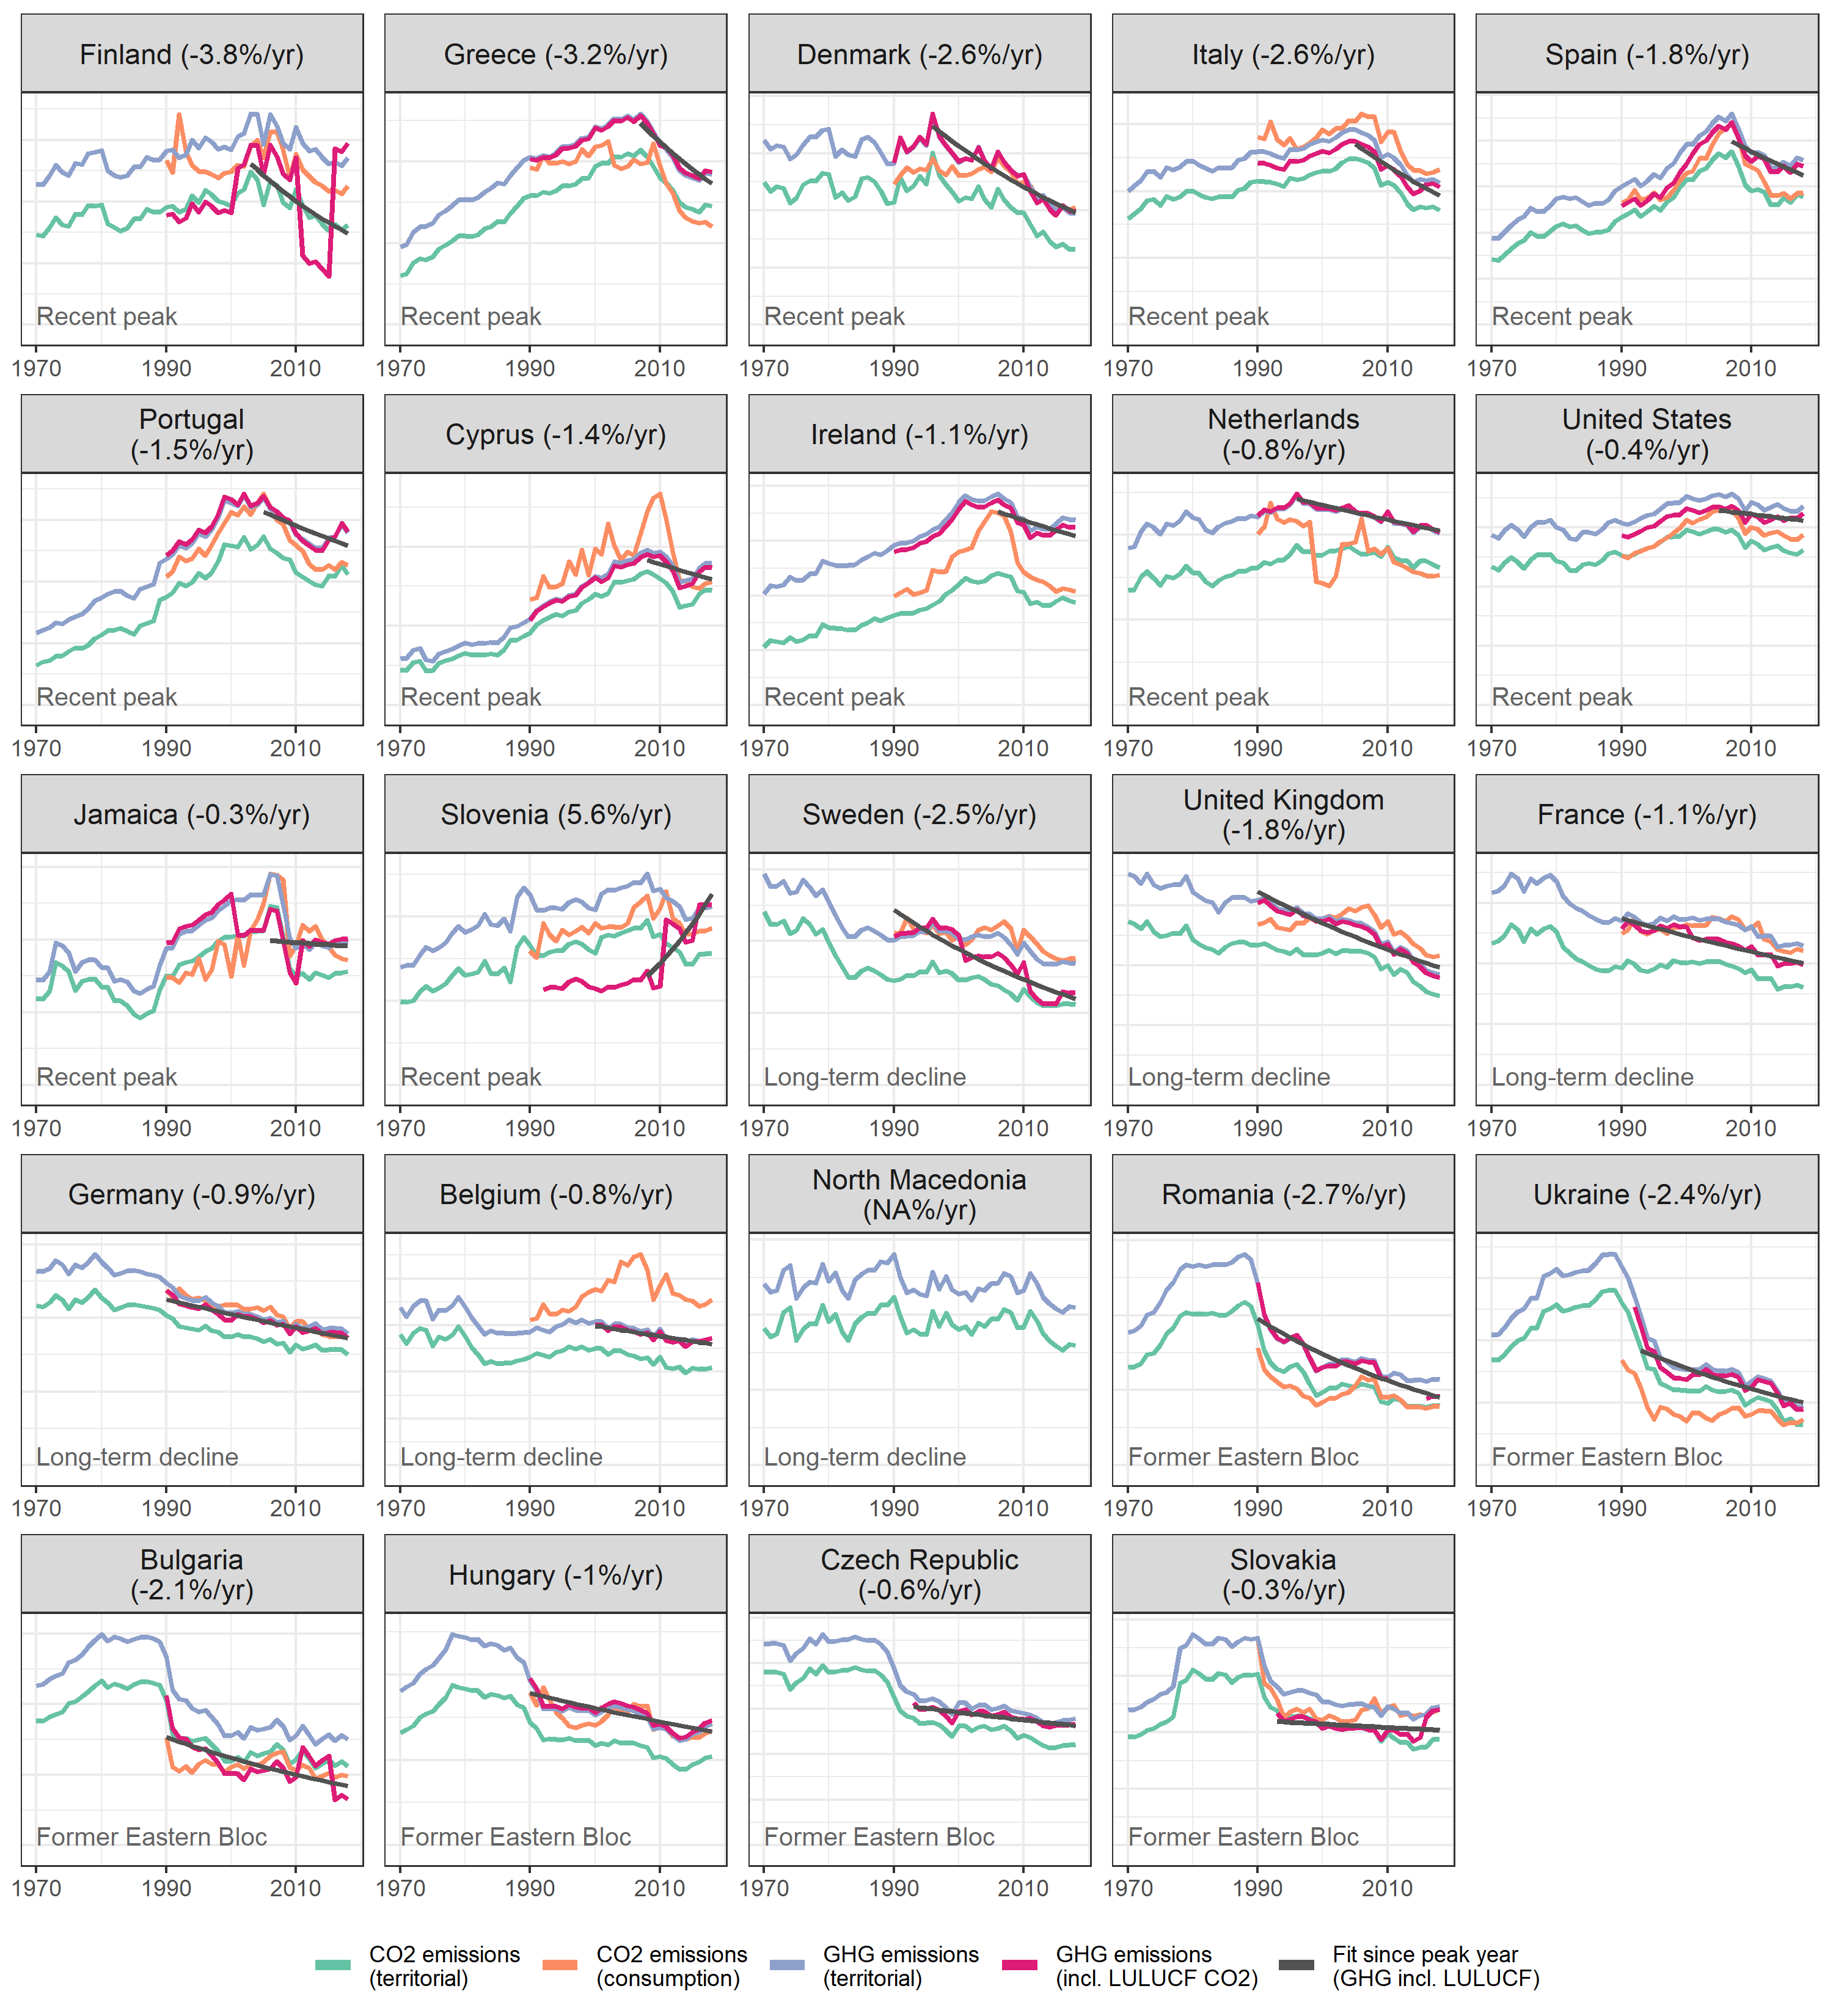 Finland (-3.8%/yr)
Greece (-3.2%/yr)
Denmark (-2.6%/yr)
Italy (-2.6%/yr)
Spain (-1.8%/yr)
Recent peak
Recent peak
Recent peak
Recent peak
Recent peak
1970 1990 2010
1970 1990 2010
1970 1990 2010
1970 1990 2010
1970 1990 2010
Portugal
(-1.5%/yr)
Cyprus (-1.4%/yr)
Ireland (-1.1%/yr)
Netherlands
(-0.8%/yr)
United States
(-0.4%/yr)
Recent peak
Recent peak
Recent peak
Recent peak
Recent peak
1970 1990 2010
1970 1990 2010
1970 1990 2010
1970 1990 2010
1970 1990 2010
Jamaica (-0.3%/yr)
Slovenia (5.6%/yr)
Sweden (-2.5%/yr)
United Kingdom
(-1.8%/yr)
France (-1.1%/yr)
Recent peak
Recent peak
Long-term decline
Long-term decline
Long-term decline
1970 1990 2010
1970 1990 2010
1970 1990 2010
1970 1990 2010
1970 1990 2010
Germany (-0.9%/yr)
Belgium (-0.8%/yr)
North Macedonia
(NA%/yr)
Romania (-2.7%/yr)
Ukraine (-2.4%/yr)
Long-term decline
Long-term decline
Long-term decline
Former Eastern Bloc
Former Eastern Bloc
1970 1990 2010
1970 1990 2010
1970 1990 2010
1970 1990 2010
1970 1990 2010
Bulgaria
(-2.1%/yr)
Hungary (-1%/yr)
Czech Republic
(-0.6%/yr)
Slovakia
(-0.3%/yr)
Former Eastern Bloc
Former Eastern Bloc
Former Eastern Bloc
Former Eastern Bloc
1970 1990 2010
1970 1990 2010
1970 1990 2010
1970 1990 2010
CO2 emissions
(territorial)
CO2 emissions
(consumption)
GHG emissions
(territorial)
GHG emissions
(incl. LULUCF CO2)
Fit since peak year
(GHG incl. LULUCF)